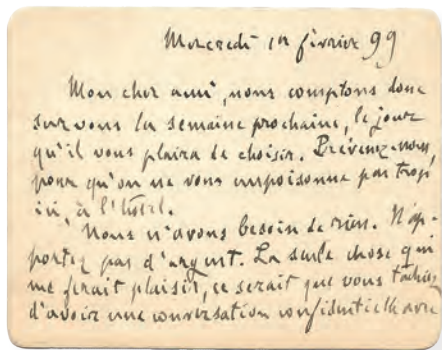 Mercredi 1er février 99
Mon cher ami, nous comptons donc
sur vous la semaine prochaine, le jour
qu'il vous plaira de choisir. Prévenez-nous,
pour qu'on ne vous empoisonne pas trop
ici, à l'hôtel.
Nous n'avons besoin de rien. N'ap-
portez pas d'argent. La seule chose qui
me ferait plaisir, ce serait que vous tâchiez
d'avoir une conversation confidentielle avec